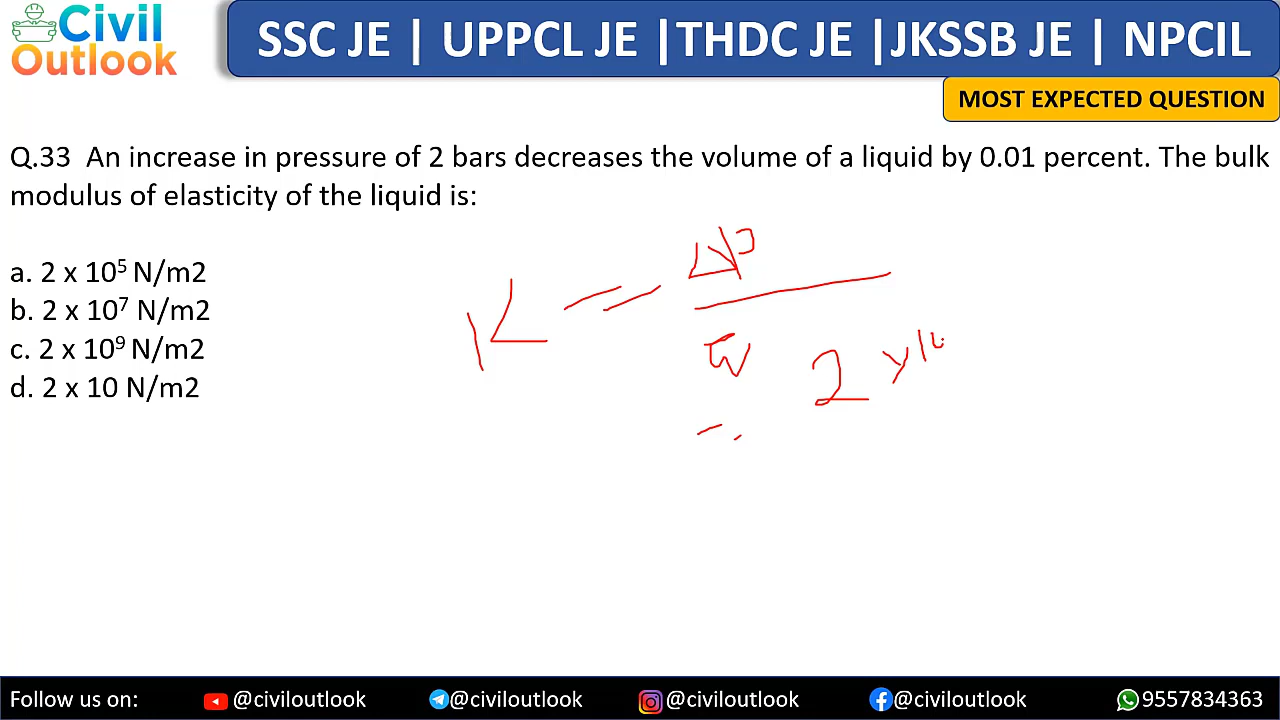 Civil
Outlook
SSC JE | UPPCL JE |THDC JE |JKSSB JE | NPCIL
MOST EXPECTED QUESTION
Q.33 An increase in pressure of 2 bars decreases the volume of a liquid by 0.01 percent. The bulk
modulus of elasticity of the liquid is:
a. 2 x 10⁵ N/m2
b. 2 x 10⁷ N/m2
c. 2 x 10⁹ N/m2
d. 2 x 10 N/m2
K = ΔP
2 x 10
Follow us on: @civiloutlook @civiloutlook @civiloutlook @civiloutlook 9557834363